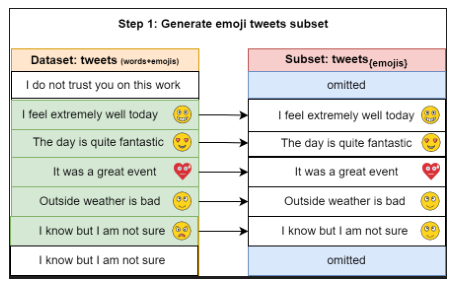 Step 1: Generate emoji tweets subset
Dataset: tweets (words+emojis) Subset: tweets{emojis}
I do not trust you on this work omitted
I feel extremely well today I feel extremely well today
The day is quite fantastic The day is quite fantastic
It was a great event It was a great event
Outside weather is bad Outside weather is bad
I know but I am not sure I know but I am not sure
I know but I am not sure omitted